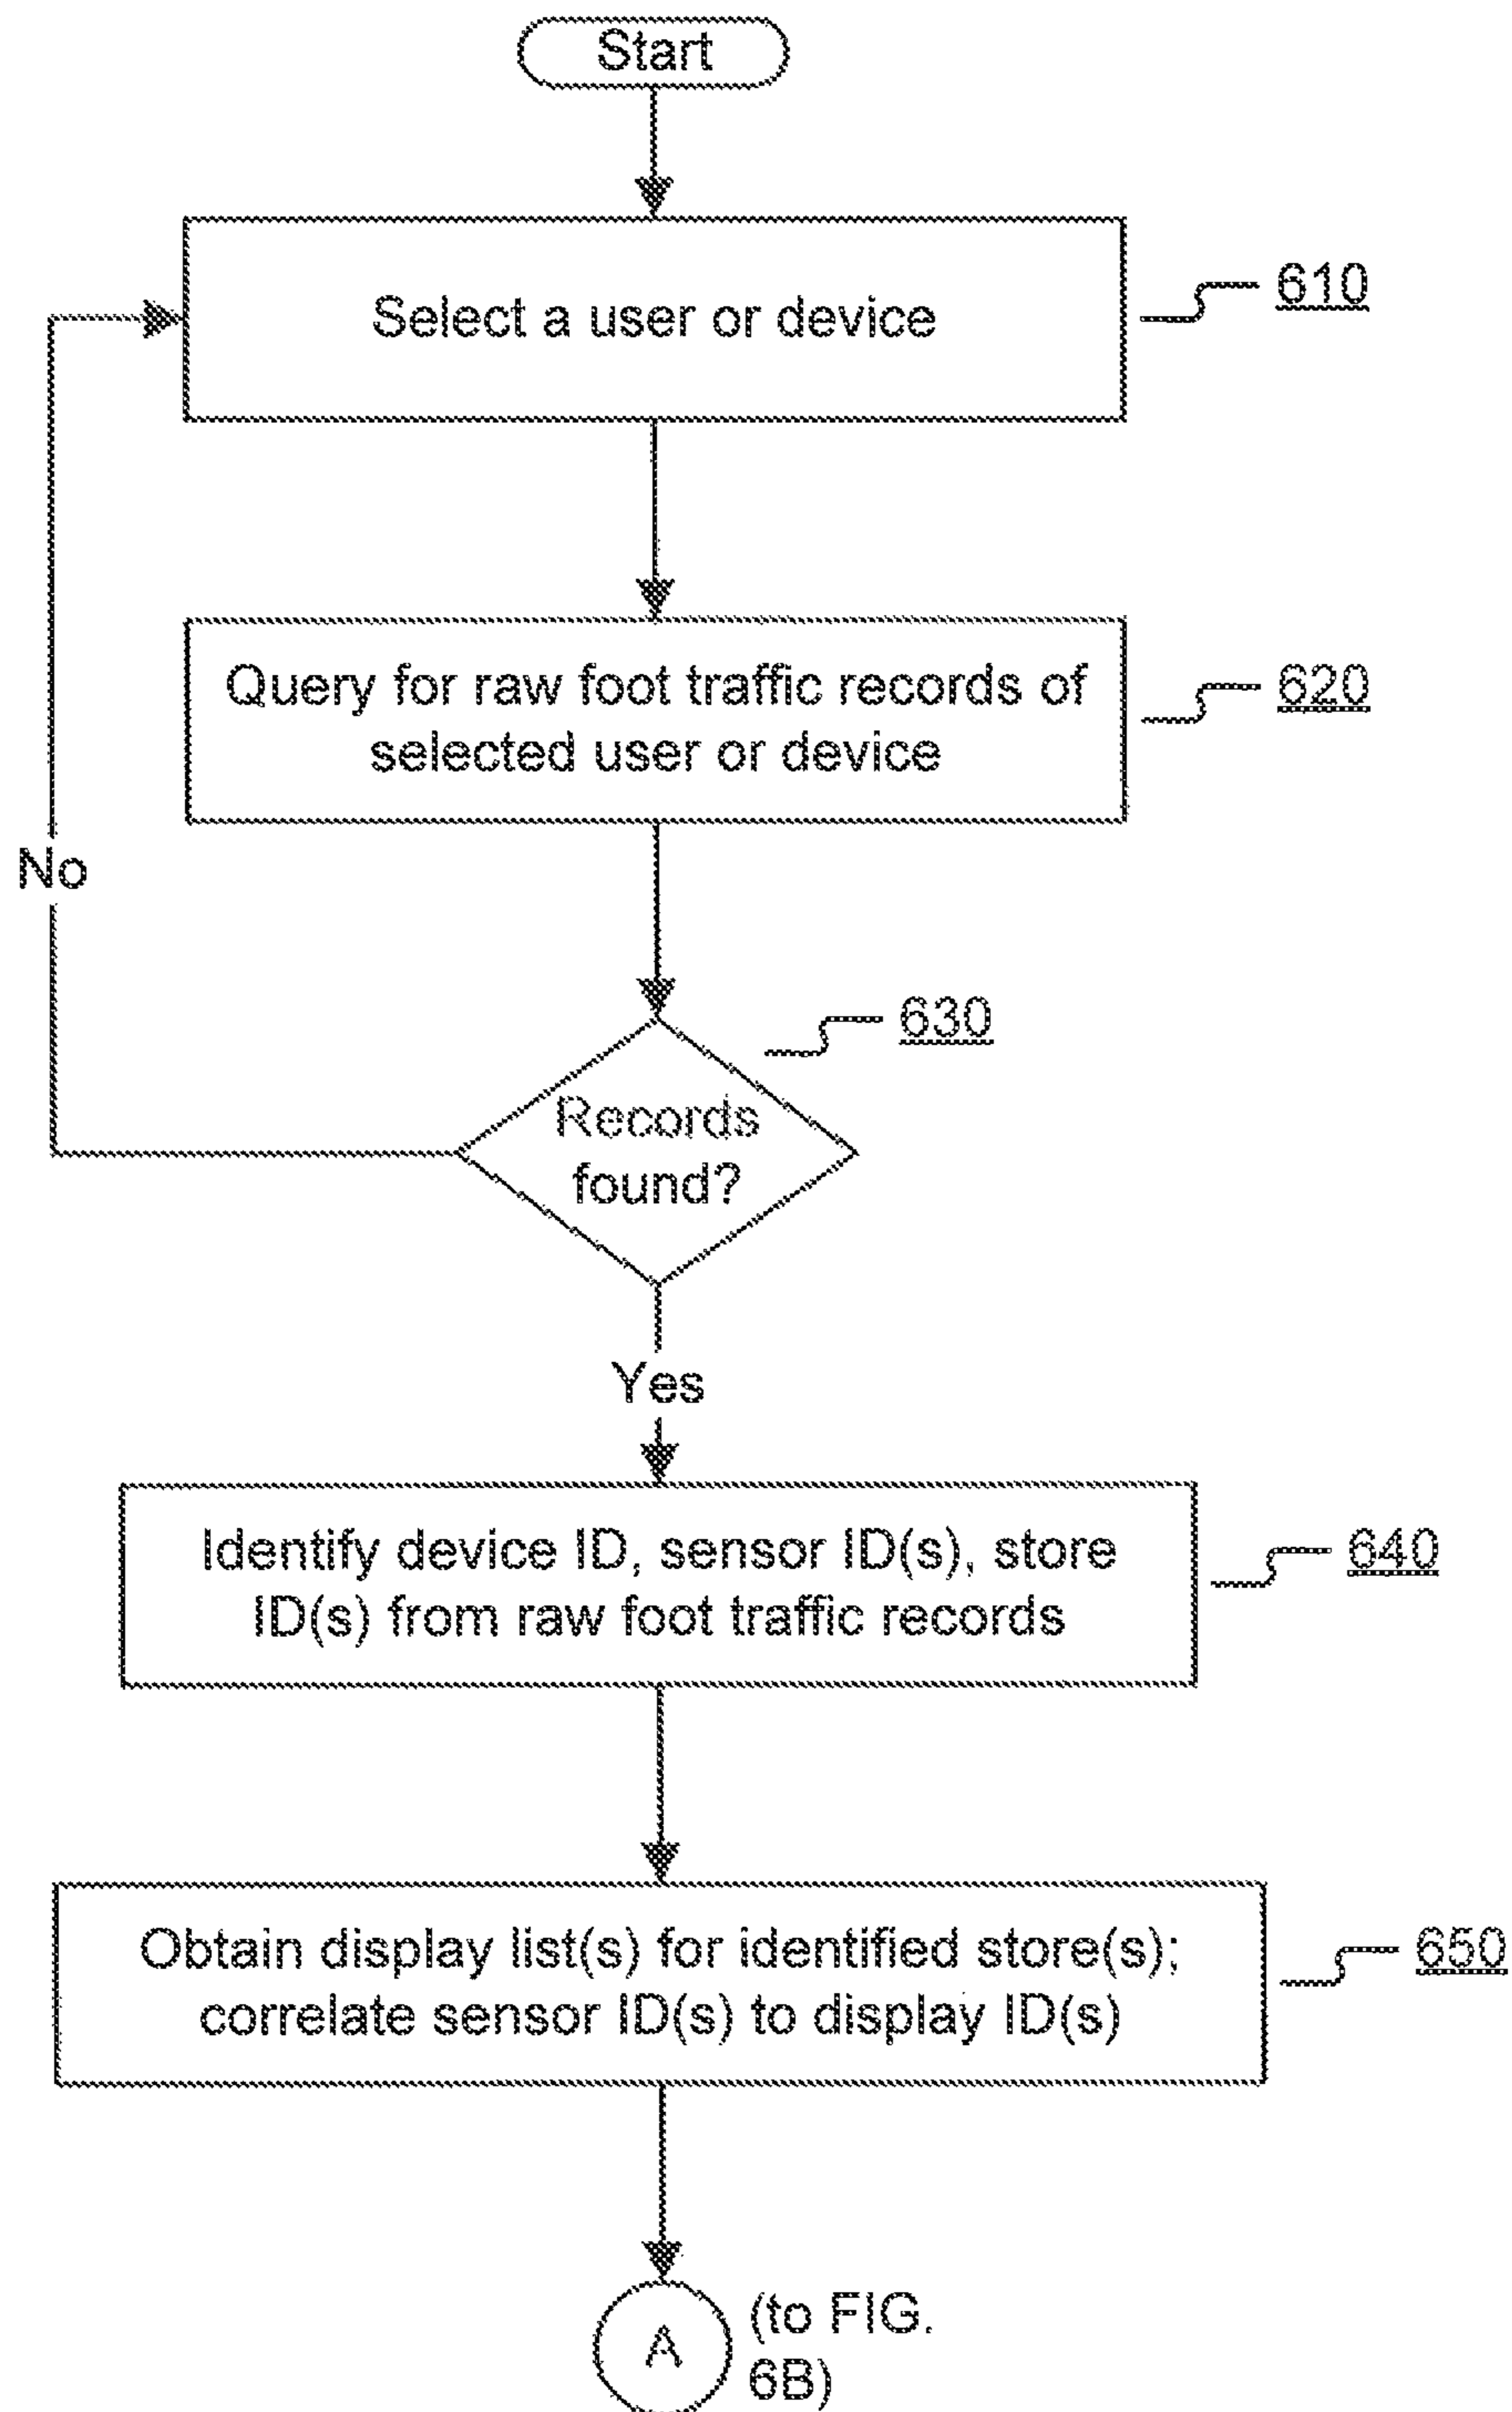 Start
Select a user or device
610
Query for raw foot traffic records of
selected user or device
620
No
630
Records
found?
Yes
Identify device ID, sensor ID(s), store
ID(s) from raw foot traffic records
640
Obtain display list(s) for identified store(s);
correlate sensor ID(s) to display ID(s)
650
A
(to FIG.
6B)